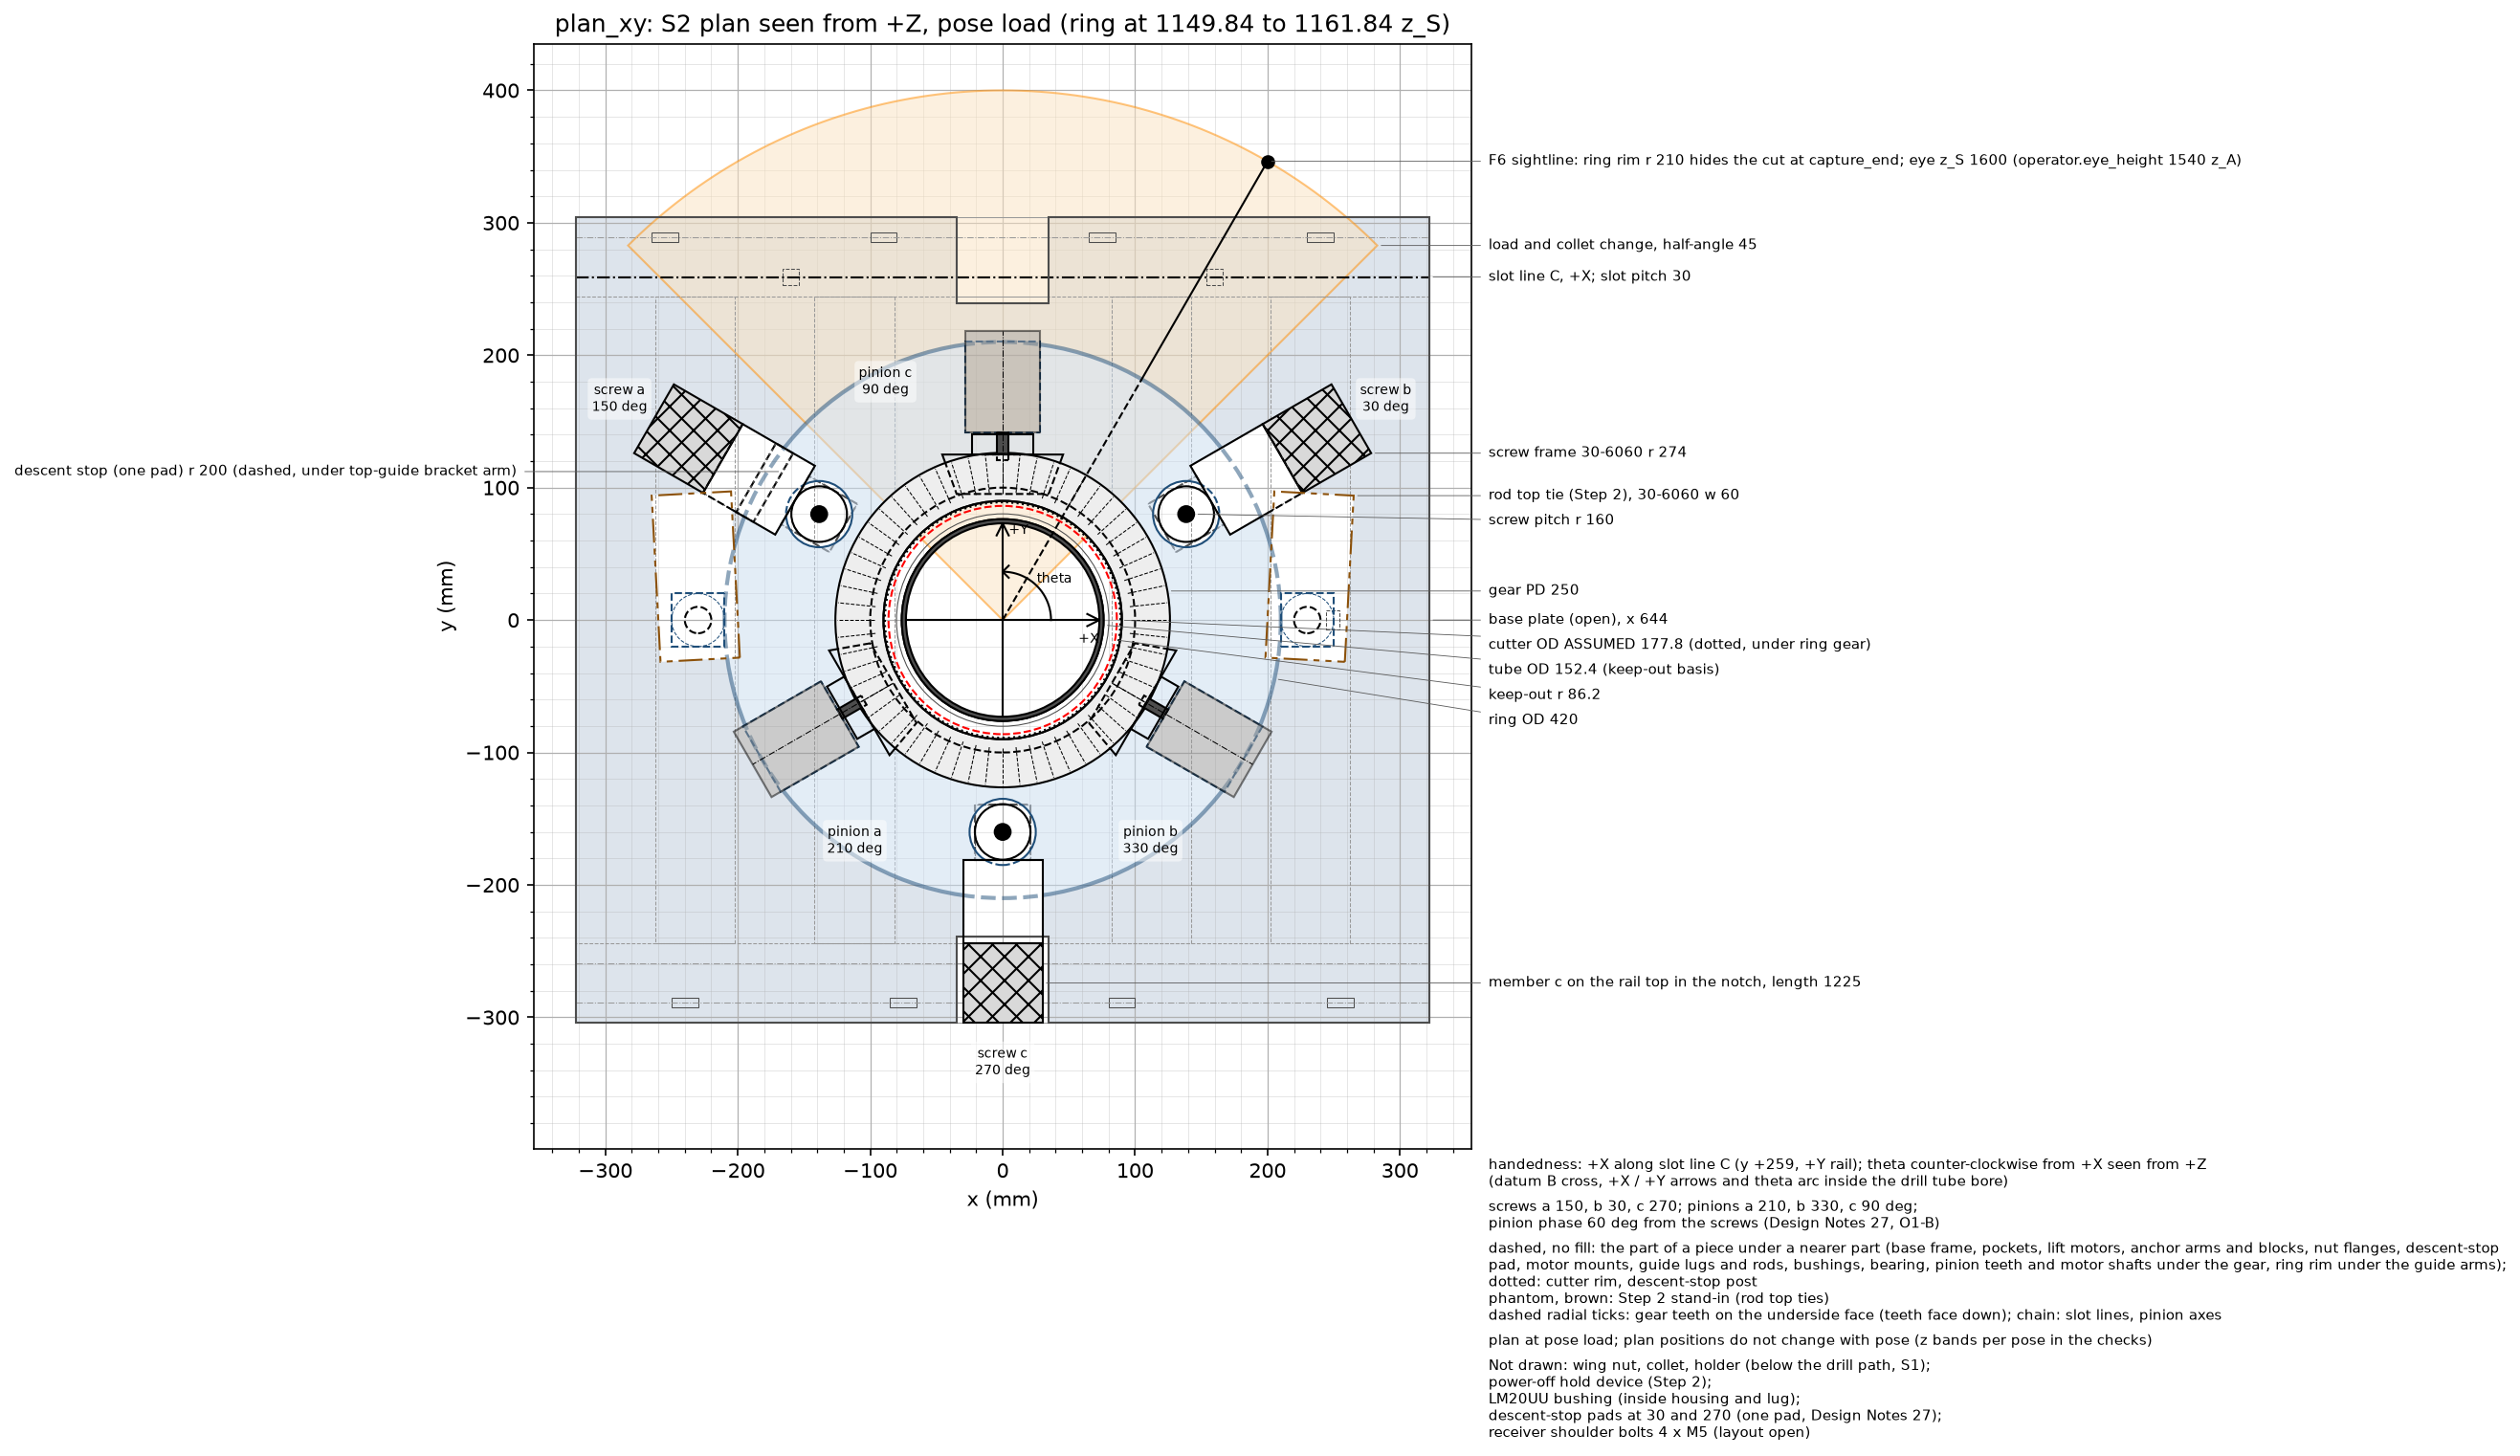 plan_xy: S2 plan seen from +Z, pose load (ring at 1149.84 to 1161.84 z_S)
400
300
200
100
0
−100
−200
−300
y (mm)
−300
−200
−100
0
100
200
300
x (mm)
descent stop (one pad) r 200 (dashed, under top-guide bracket arm)
screw a
150 deg
pinion c
90 deg
screw b
30 deg
+Y
theta
+X
pinion a
210 deg
pinion b
330 deg
screw c
270 deg
F6 sightline: ring rim r 210 hides the cut at capture_end; eye z_S 1600 (operator.eye_height 1540 z_A)
load and collet change, half-angle 45
slot line C, +X; slot pitch 30
screw frame 30-6060 r 274
rod top tie (Step 2), 30-6060 w 60
screw pitch r 160
gear PD 250
base plate (open), x 644
cutter OD ASSUMED 177.8 (dotted, under ring gear)
tube OD 152.4 (keep-out basis)
keep-out r 86.2
ring OD 420
member c on the rail top in the notch, length 1225
handedness: +X along slot line C (y +259, +Y rail); theta counter-clockwise from +X seen from +Z
(datum B cross, +X / +Y arrows and theta arc inside the drill tube bore)
screws a 150, b 30, c 270; pinions a 210, b 330, c 90 deg;
pinion phase 60 deg from the screws (Design Notes 27, O1-B)
dashed, no fill: the part of a piece under a nearer part (base frame, pockets, lift motors, anchor arms and blocks, nut flanges, descent-stop
pad, motor mounts, guide lugs and rods, bushings, bearing, pinion teeth and motor shafts under the gear, ring rim under the guide arms);
dotted: cutter rim, descent-stop post
phantom, brown: Step 2 stand-in (rod top ties)
dashed radial ticks: gear teeth on the underside face (teeth face down); chain: slot lines, pinion axes
plan at pose load; plan positions do not change with pose (z bands per pose in the checks)
Not drawn: wing nut, collet, holder (below the drill path, S1);
power-off hold device (Step 2);
LM20UU bushing (inside housing and lug);
descent-stop pads at 30 and 270 (one pad, Design Notes 27);
receiver shoulder bolts 4 x M5 (layout open)